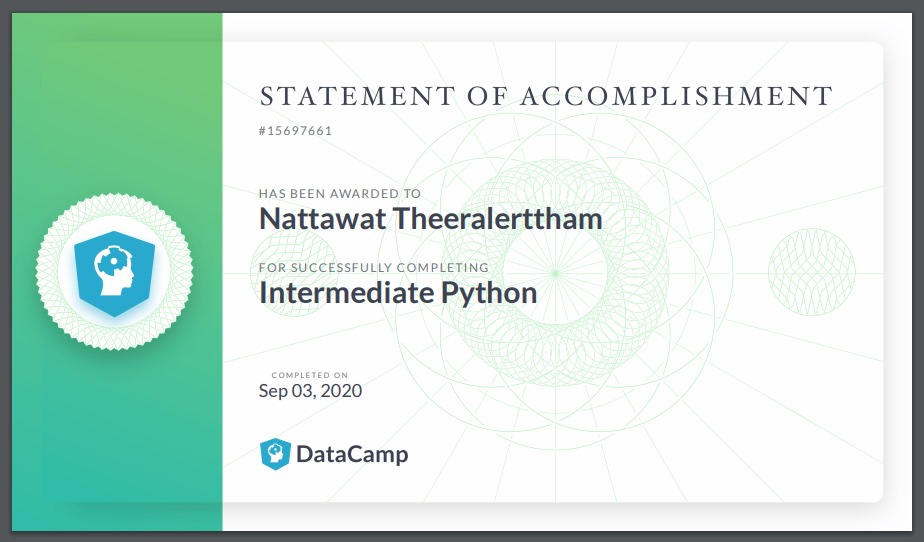 STATEMENT OF ACCOMPLISHMENT
#15697661
HAS BEEN AWARDED TO
Nattawat Theeralerttham
FOR SUCCESSFULLY COMPLETING
Intermediate Python
COMPLETED ON
Sep 03, 2020
DataCamp